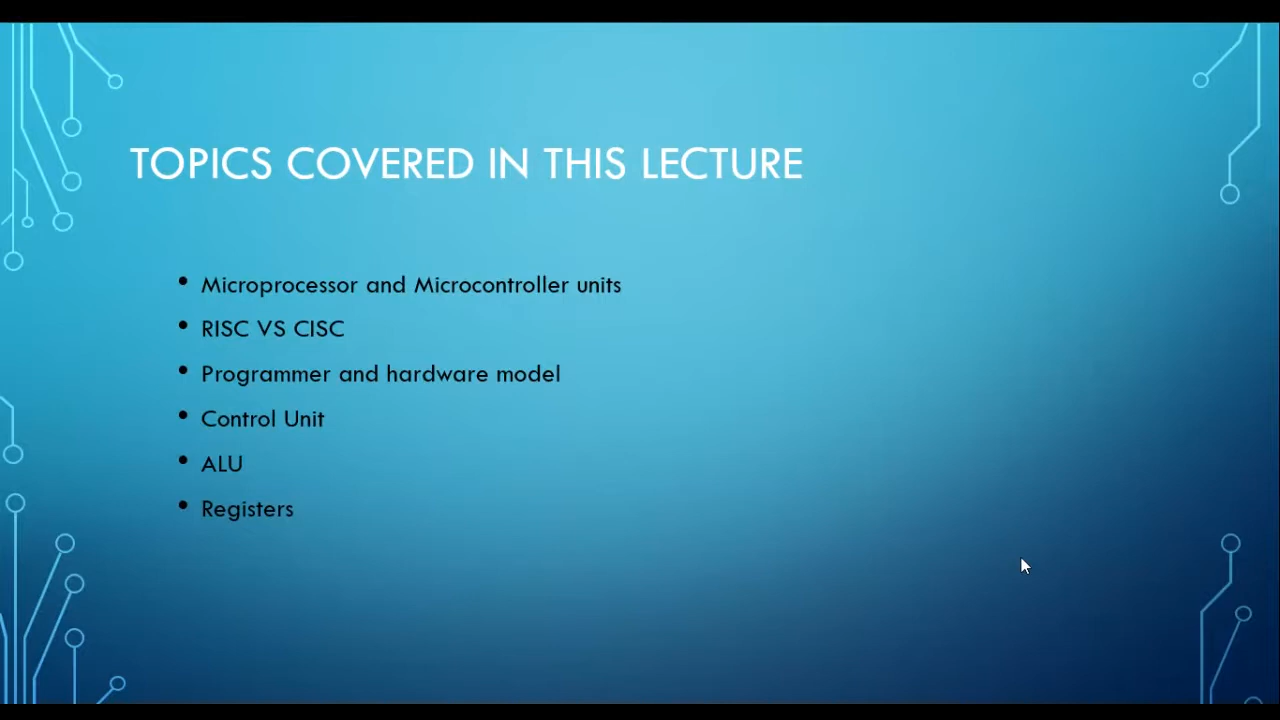 TOPICS COVERED IN THIS LECTURE
• Microprocessor and Microcontroller units
• RISC VS CISC
• Programmer and hardware model
• Control Unit
• ALU
• Registers